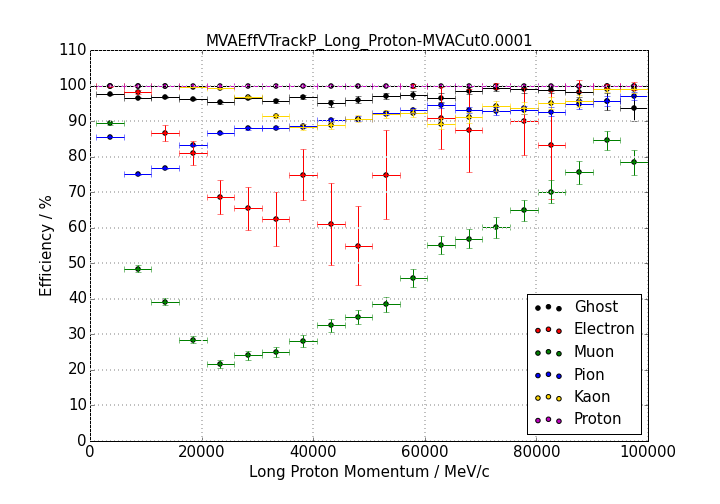 MVAEffVTrackP_Long_Proton-MVACut0.0001
110
100
90
80
70
60
50
40
30
20
10
0
Efficiency / %
0 20000 40000 60000 80000 100000
Long Proton Momentum / MeV/c
Ghost
Electron
Muon
Pion
Kaon
Proton